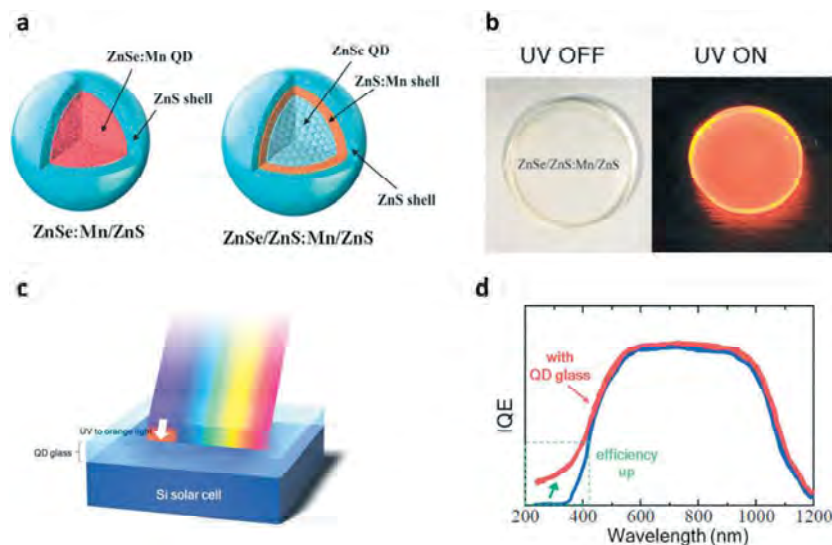 a
ZnSe:Mn QD
ZnS shell
ZnSe:Mn/ZnS
ZnSe QD
ZnS:Mn shell
ZnS shell
ZnSe/ZnS:Mn/ZnS
b
UV OFF
UV ON
ZnSe/ZnS:Mn/ZnS
c
UV to orange light
QD glass
Si solar cell
d
IQE
with
QD glass
efficiency
up
200
400
600
800
1000
1200
Wavelength (nm)